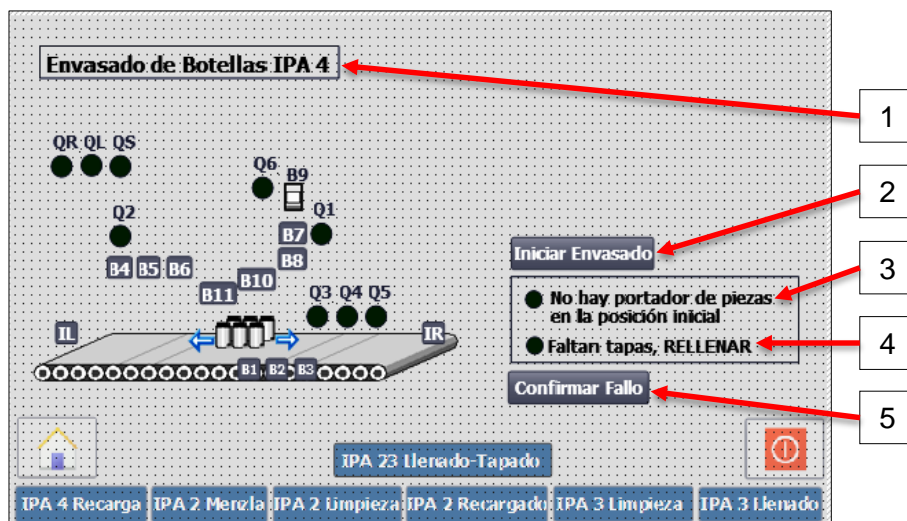 Envasado de Botellas IPA 4
1
QR QL QS
Q6
B9
2
Q2
Q1
B7
Iniciar Envasado
B4 B5 B6
B8
B10
3
B11
Q3 Q4 Q5
No hay portador de piezas
en la posición inicial
IL
IR
Faltan tapas, RELLENAR
4
B1 B2 B3
Confirmar Fallo
5
IPA 23 Llenado-Tapado
IPA 4 Recarga IPA 2 Mezcla IPA 2 Limpieza IPA 2 Recargado IPA 3 Limpieza IPA 3 Llenado